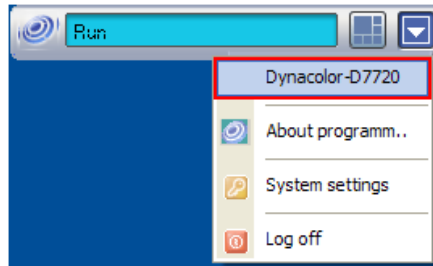 Run
Dynacolor-D7720
About programm..
System settings
Log off